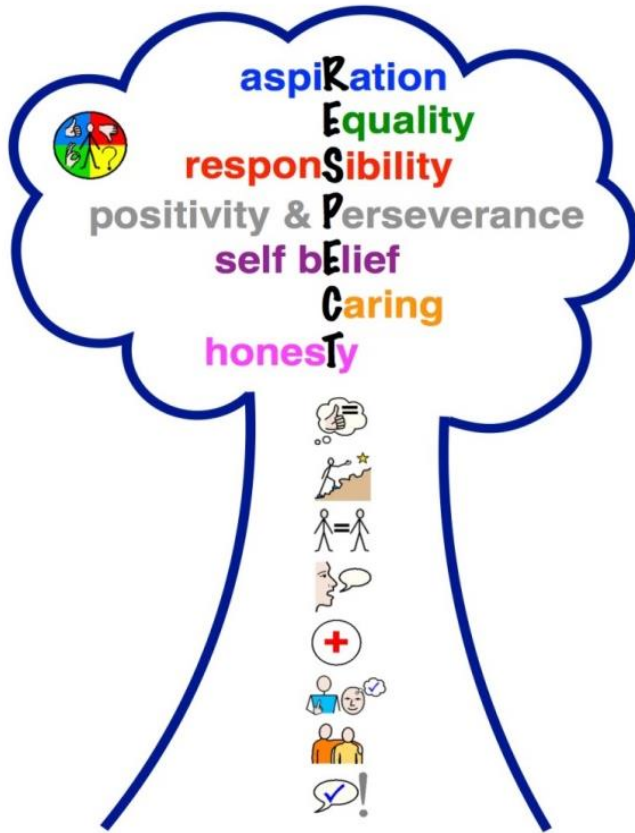 aspiRation
Equality
responSibility
positivity & Perseverance
self bElief
Caring
honesTy